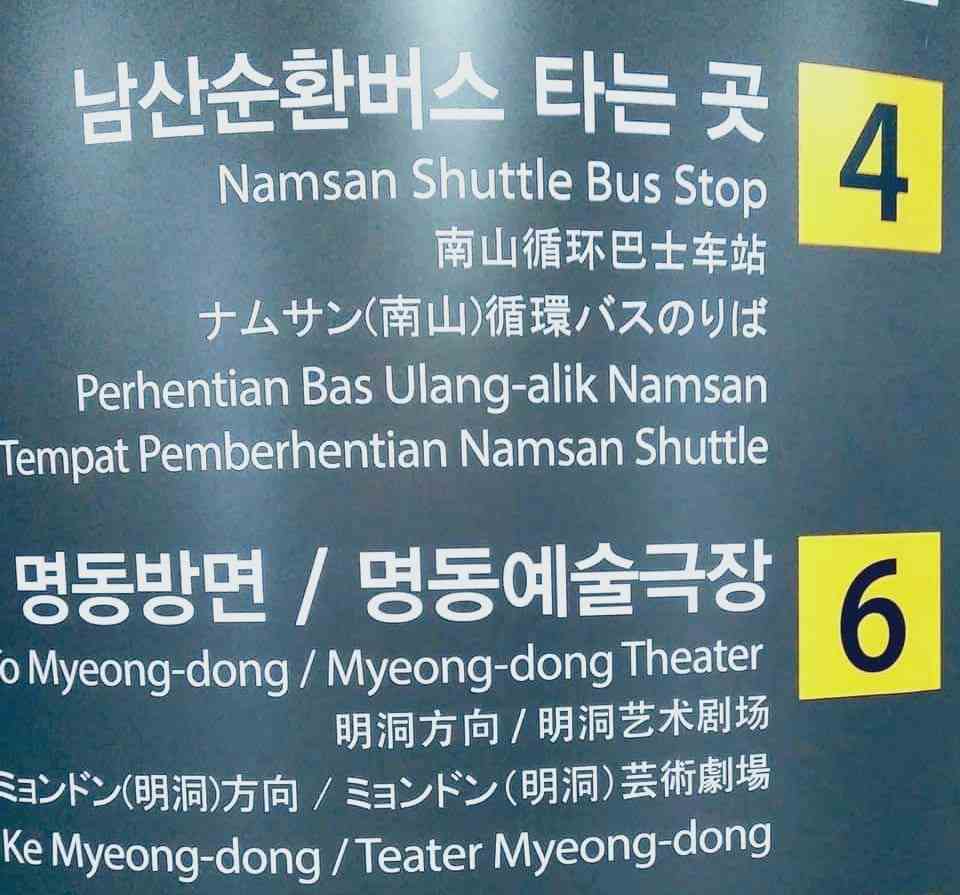 남산순환버스 타는 곳
4
Namsan Shuttle Bus Stop
南山循环巴士车站
ナムサン(南山)循環バスのりば
Perhentian Bas Ulang-alik Namsan
Tempat Pemberhentian Namsan Shuttle
명동방면 / 명동예술극장
6
To Myeong-dong / Myeong-dong Theater
明洞方向 / 明洞艺术剧场
ミョンドン(明洞)方向 / ミョンドン(明洞)芸術劇場
Ke Myeong-dong / Teater Myeong-dong